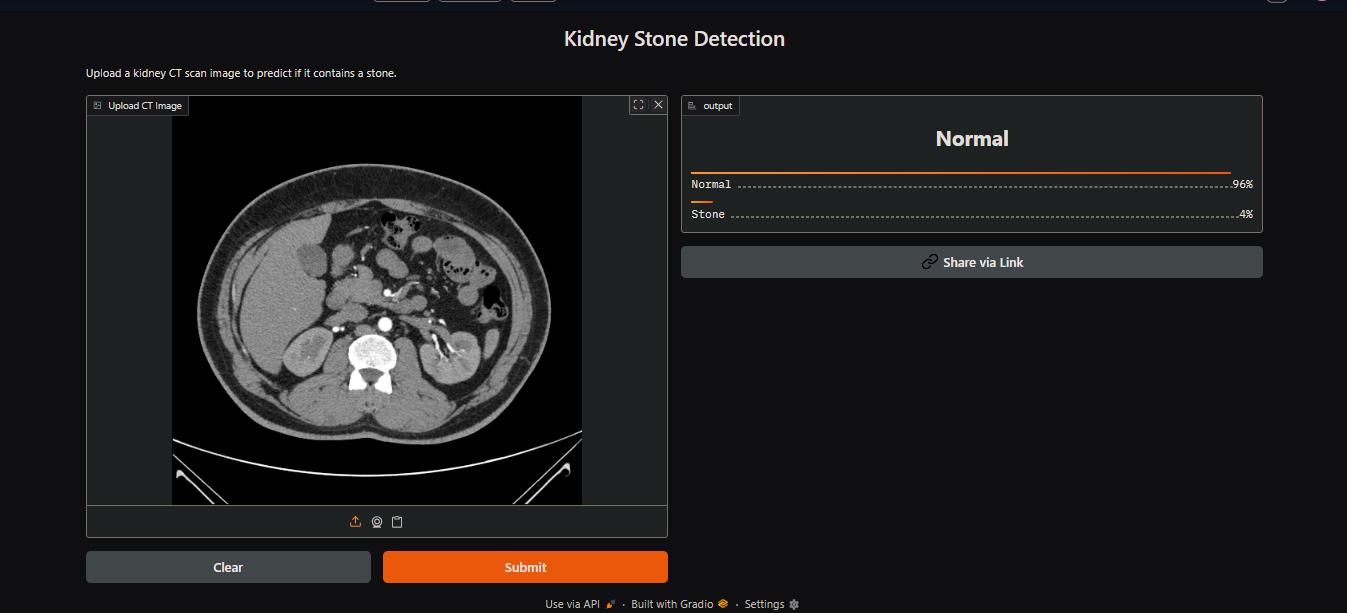 Kidney Stone Detection
Upload a kidney CT scan image to predict if it contains a stone.
Upload CT Image
output
Normal
Normal 96%
Stone 4%
Share via Link
Clear
Submit
Use via API · Built with Gradio · Settings